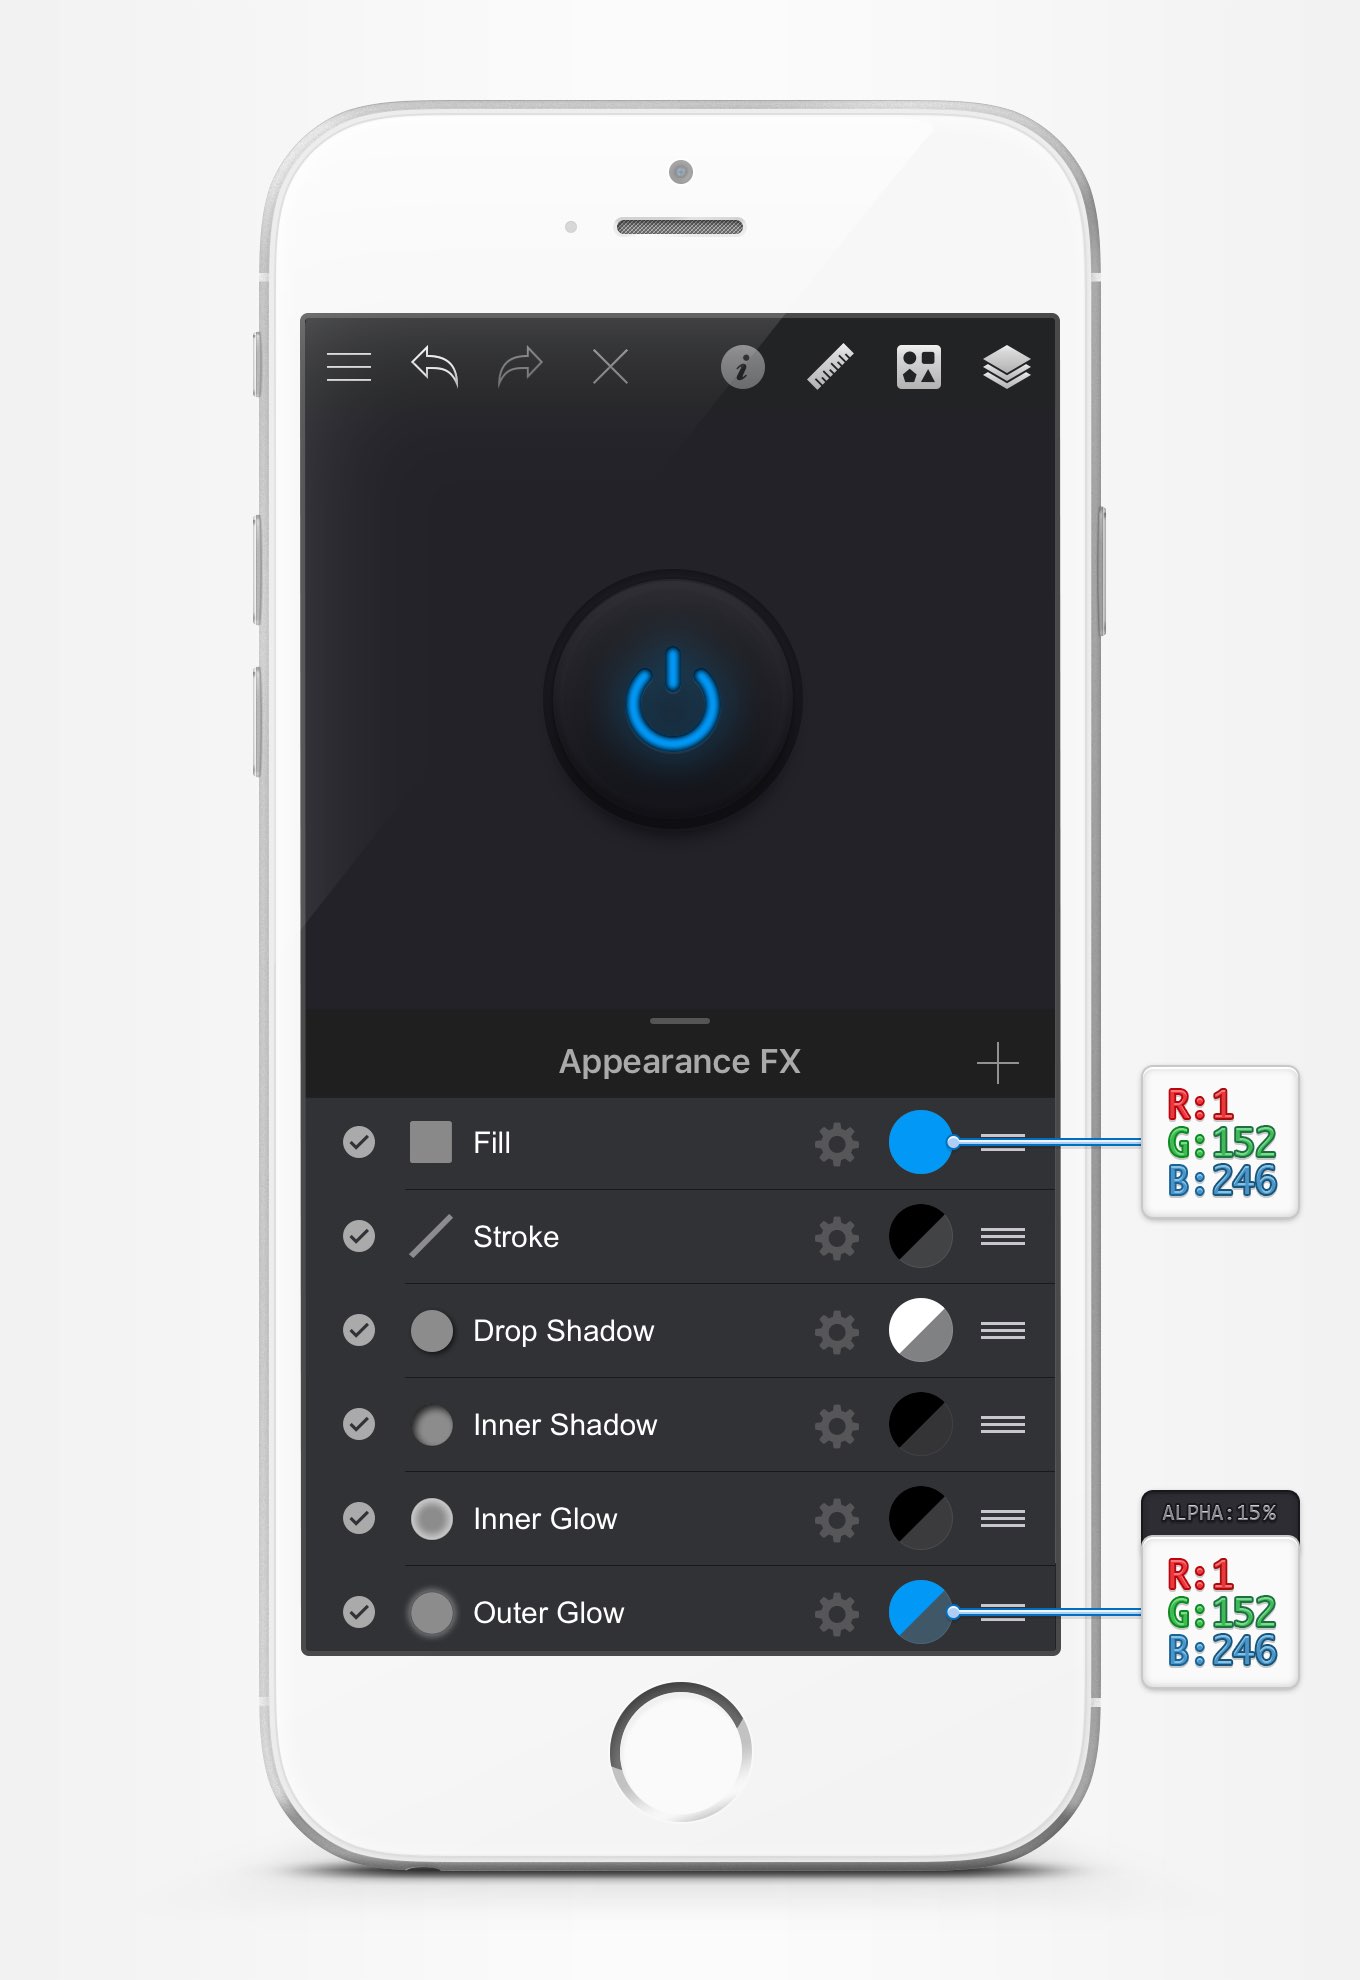 Appearance FX
Fill
R:1
G:152
B:246
Stroke
Drop Shadow
Inner Shadow
Inner Glow
Outer Glow
ALPHA:15%
R:1
G:152
B:246